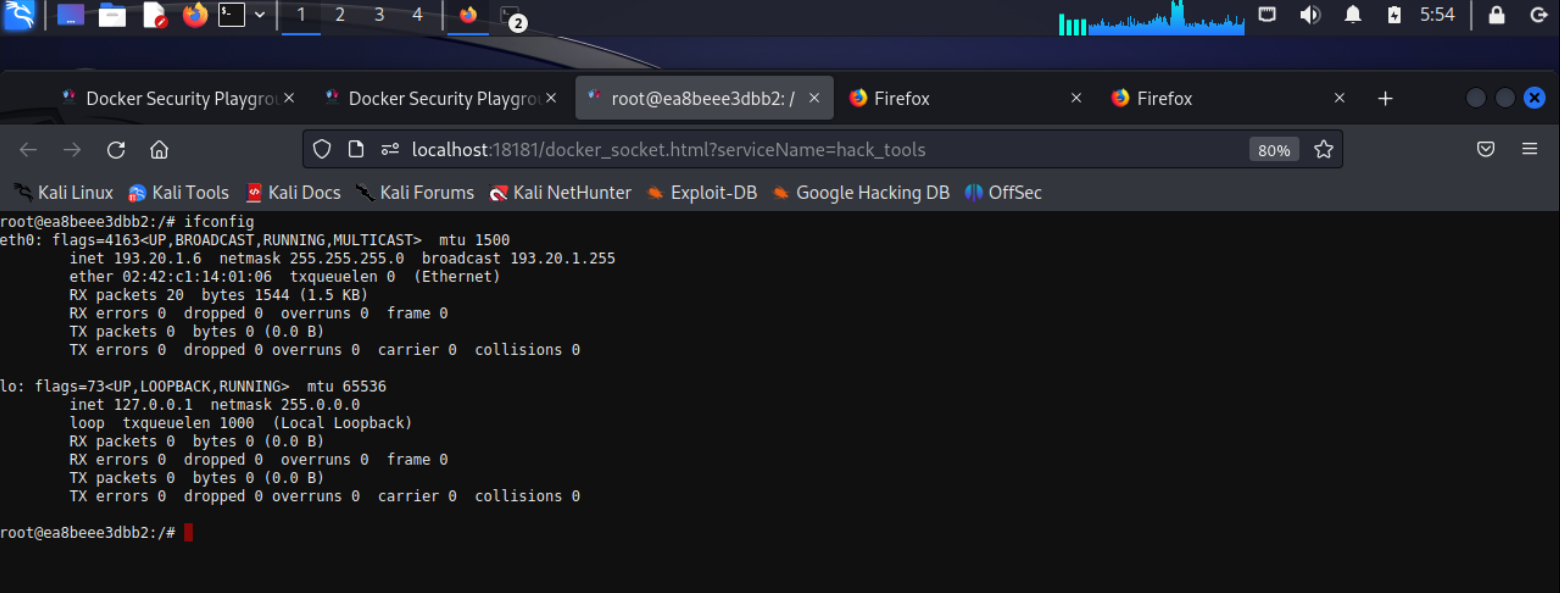 1 2 3 4 2 5:54
Docker Security Playgrou Docker Security Playgrou root@ea8beee3dbb2: / Firefox Firefox
localhost:18181/docker_socket.html?serviceName=hack_tools 80%
Kali Linux Kali Tools Kali Docs Kali Forums Kali NetHunter Exploit-DB Google Hacking DB OffSec
root@ea8beee3dbb2:/# ifconfig
eth0: flags=4163<UP,BROADCAST,RUNNING,MULTICAST>  mtu 1500
        inet 193.20.1.6  netmask 255.255.255.0  broadcast 193.20.1.255
        ether 02:42:c1:14:01:06  txqueuelen 0  (Ethernet)
        RX packets 20  bytes 1544 (1.5 KB)
        RX errors 0  dropped 0  overruns 0  frame 0
        TX packets 0  bytes 0 (0.0 B)
        TX errors 0  dropped 0 overruns 0  carrier 0  collisions 0
lo: flags=73<UP,LOOPBACK,RUNNING>  mtu 65536
        inet 127.0.0.1  netmask 255.0.0.0
        loop  txqueuelen 1000  (Local Loopback)
        RX packets 0  bytes 0 (0.0 B)
        RX errors 0  dropped 0  overruns 0  frame 0
        TX packets 0  bytes 0 (0.0 B)
        TX errors 0  dropped 0 overruns 0  carrier 0  collisions 0
root@ea8beee3dbb2:/#